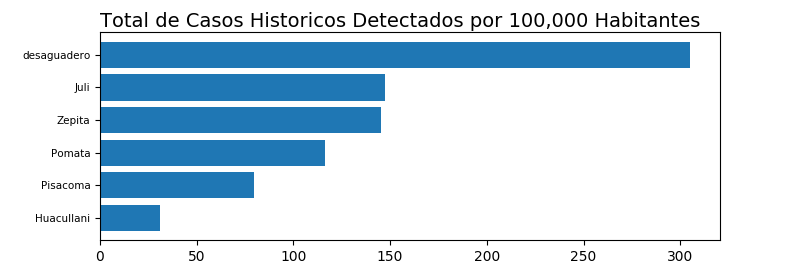 Total de Casos Historicos Detectados por 100,000 Habitantes
desaguadero
Juli
Zepita
Pomata
Pisacoma
Huacullani
0 50 100 150 200 250 300